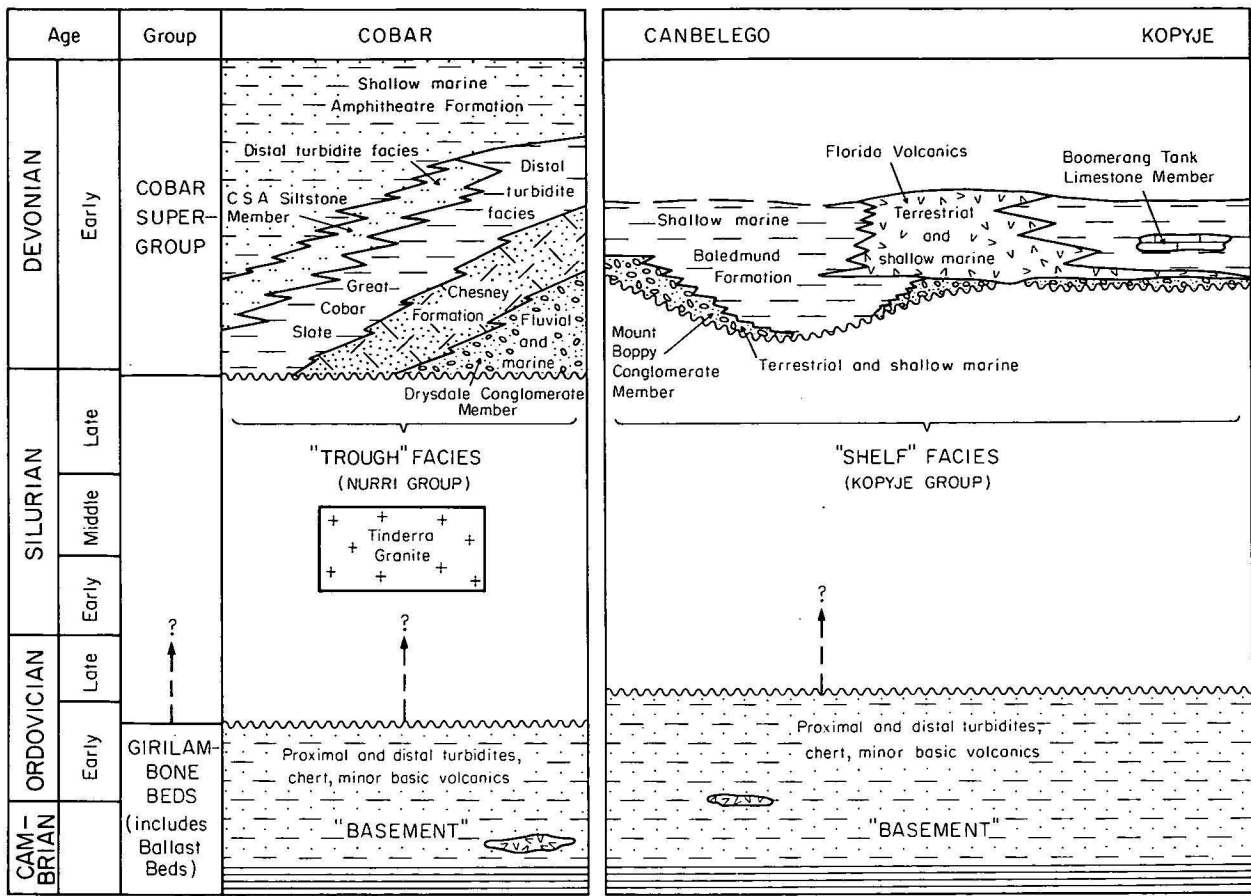 Age
Group
COBAR
CANBELEGO
KOPYJE
DEVONIAN
Early
COBAR
SUPER-
GROUP
Shallow marine
Amphitheatre Formation
Distal turbidite facies
CSA Siltstone
Member
Distal
turbidite
facies
Great
Cobar
Slate
Chesney
Formation
Fluvial
and
marine
Drysdale Conglomerate
Member
Florida Volcanics
Boomerang Tank
Limestone Member
Shallow marine
Baledmund
Formation
Terrestrial
and
shallow marine
Mount
Boppy
Conglomerate
Member
Terrestrial and shallow marine
SILURIAN
Late
Middle
Early
"TROUGH" FACIES
(NURRI GROUP)
Tinderra
Granite
"SHELF" FACIES
(KOPYJE GROUP)
?
?
?
ORDOVICIAN
Late
Early
GIRILAM-
BONE
BEDS
(includes
Ballast
Beds)
Proximal and distal turbidites,
chert, minor basic volcanics
"BASEMENT"
Proximal and distal turbidites,
chert, minor basic volcanics
"BASEMENT"
CAM-
BRIAN